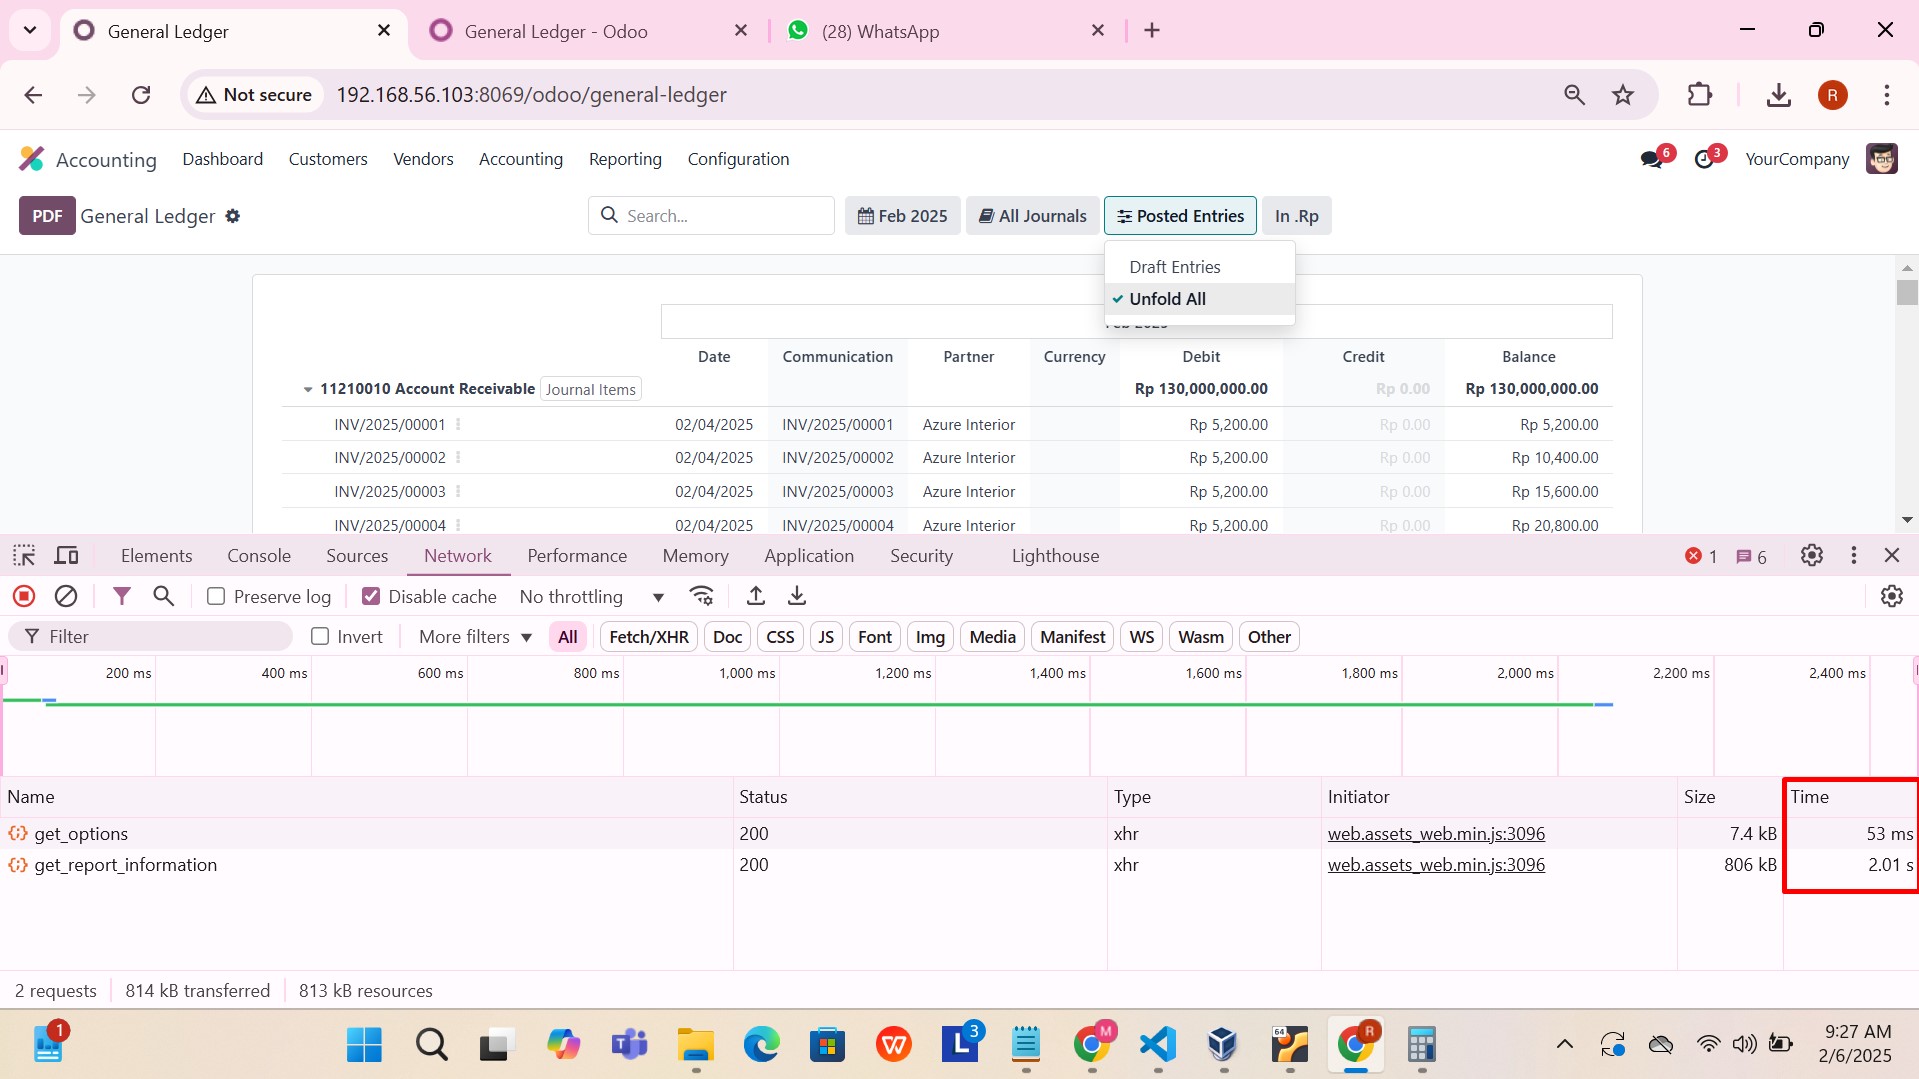 General Ledger
General Ledger - Odoo
(28) WhatsApp
Not secure
192.168.56.103:8069/odoo/general-ledger
R
Accounting
Dashboard
Customers
Vendors
Accounting
Reporting
Configuration
6
3
YourCompany
PDF
General Ledger
Search...
Feb 2025
All Journals
Posted Entries
In .Rp
Draft Entries
Unfold All
Date Communication Partner Currency Debit Credit Balance
11210010 Account Receivable Journal Items Rp 130,000,000.00 Rp 0.00 Rp 130,000,000.00
INV/2025/00001 02/04/2025 INV/2025/00001 Azure Interior Rp 5,200.00 Rp 0.00 Rp 5,200.00
INV/2025/00002 02/04/2025 INV/2025/00002 Azure Interior Rp 5,200.00 Rp 0.00 Rp 10,400.00
INV/2025/00003 02/04/2025 INV/2025/00003 Azure Interior Rp 5,200.00 Rp 0.00 Rp 15,600.00
INV/2025/00004 02/04/2025 INV/2025/00004 Azure Interior Rp 5,200.00 Rp 0.00 Rp 20,800.00
Elements Console Sources Network Performance Memory Application Security Lighthouse 1 6
Preserve log Disable cache No throttling
Filter Invert More filters All Fetch/XHR Doc CSS JS Font Img Media Manifest WS Wasm Other
200 ms 400 ms 600 ms 800 ms 1,000 ms 1,200 ms 1,400 ms 1,600 ms 1,800 ms 2,000 ms 2,200 ms 2,400 ms
Name Status Type Initiator Size Time
get_options 200 xhr web.assets_web.min.js:3096 7.4 kB 53 ms
get_report_information 200 xhr web.assets_web.min.js:3096 806 kB 2.01 s
2 requests 814 kB transferred 813 kB resources
1
3
M
64
R
9:27 AM
2/6/2025